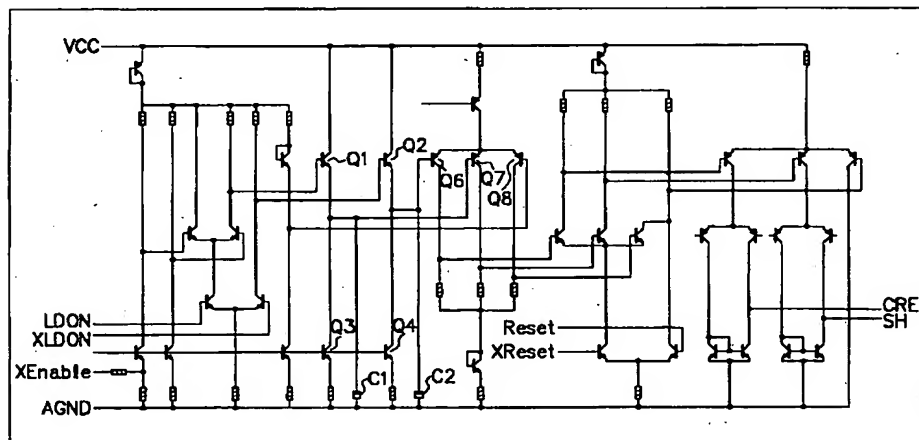 VCC
Q1
Q2
Q6
Q7
Q8
LDON
XLDON
Q3
Q4
Reset
XReset
CRE
SH
XEnable
C1
C2
AGND